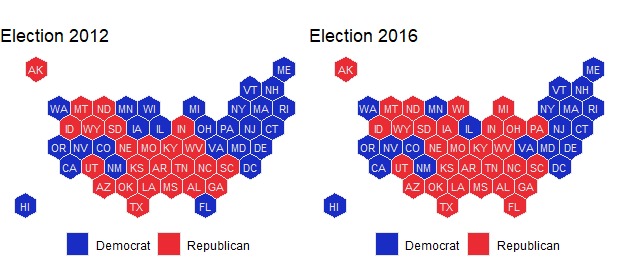 Election 2012
ME
AK
VT NH
WA MT ND MN WI MI NY MA RI
ID WY SD IA IL IN OH PA NJ CT
OR NV CO NE MO KY WV VA MD DE
CA UT NM KS AR TN NC SC DC
AZ OK LA MS AL GA
HI TX FL
Democrat Republican
Election 2016
ME
AK
VT NH
WA MT ND MN WI MI NY MA RI
ID WY SD IA IL IN OH PA NJ CT
OR NV CO NE MO KY WV VA MD DE
CA UT NM KS AR TN NC SC DC
AZ OK LA MS AL GA
HI TX FL
Democrat Republican